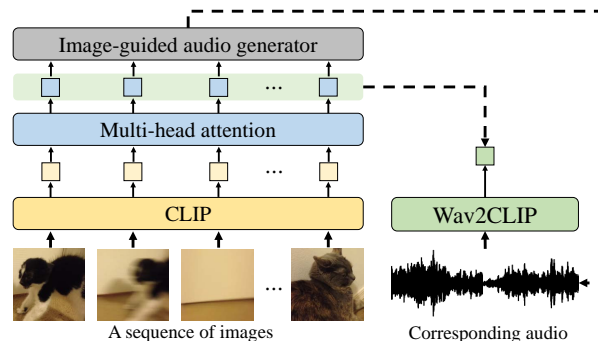 Image-guided audio generator
...
Multi-head attention
...
CLIP
Wav2CLIP
...
A sequence of images
Corresponding audio